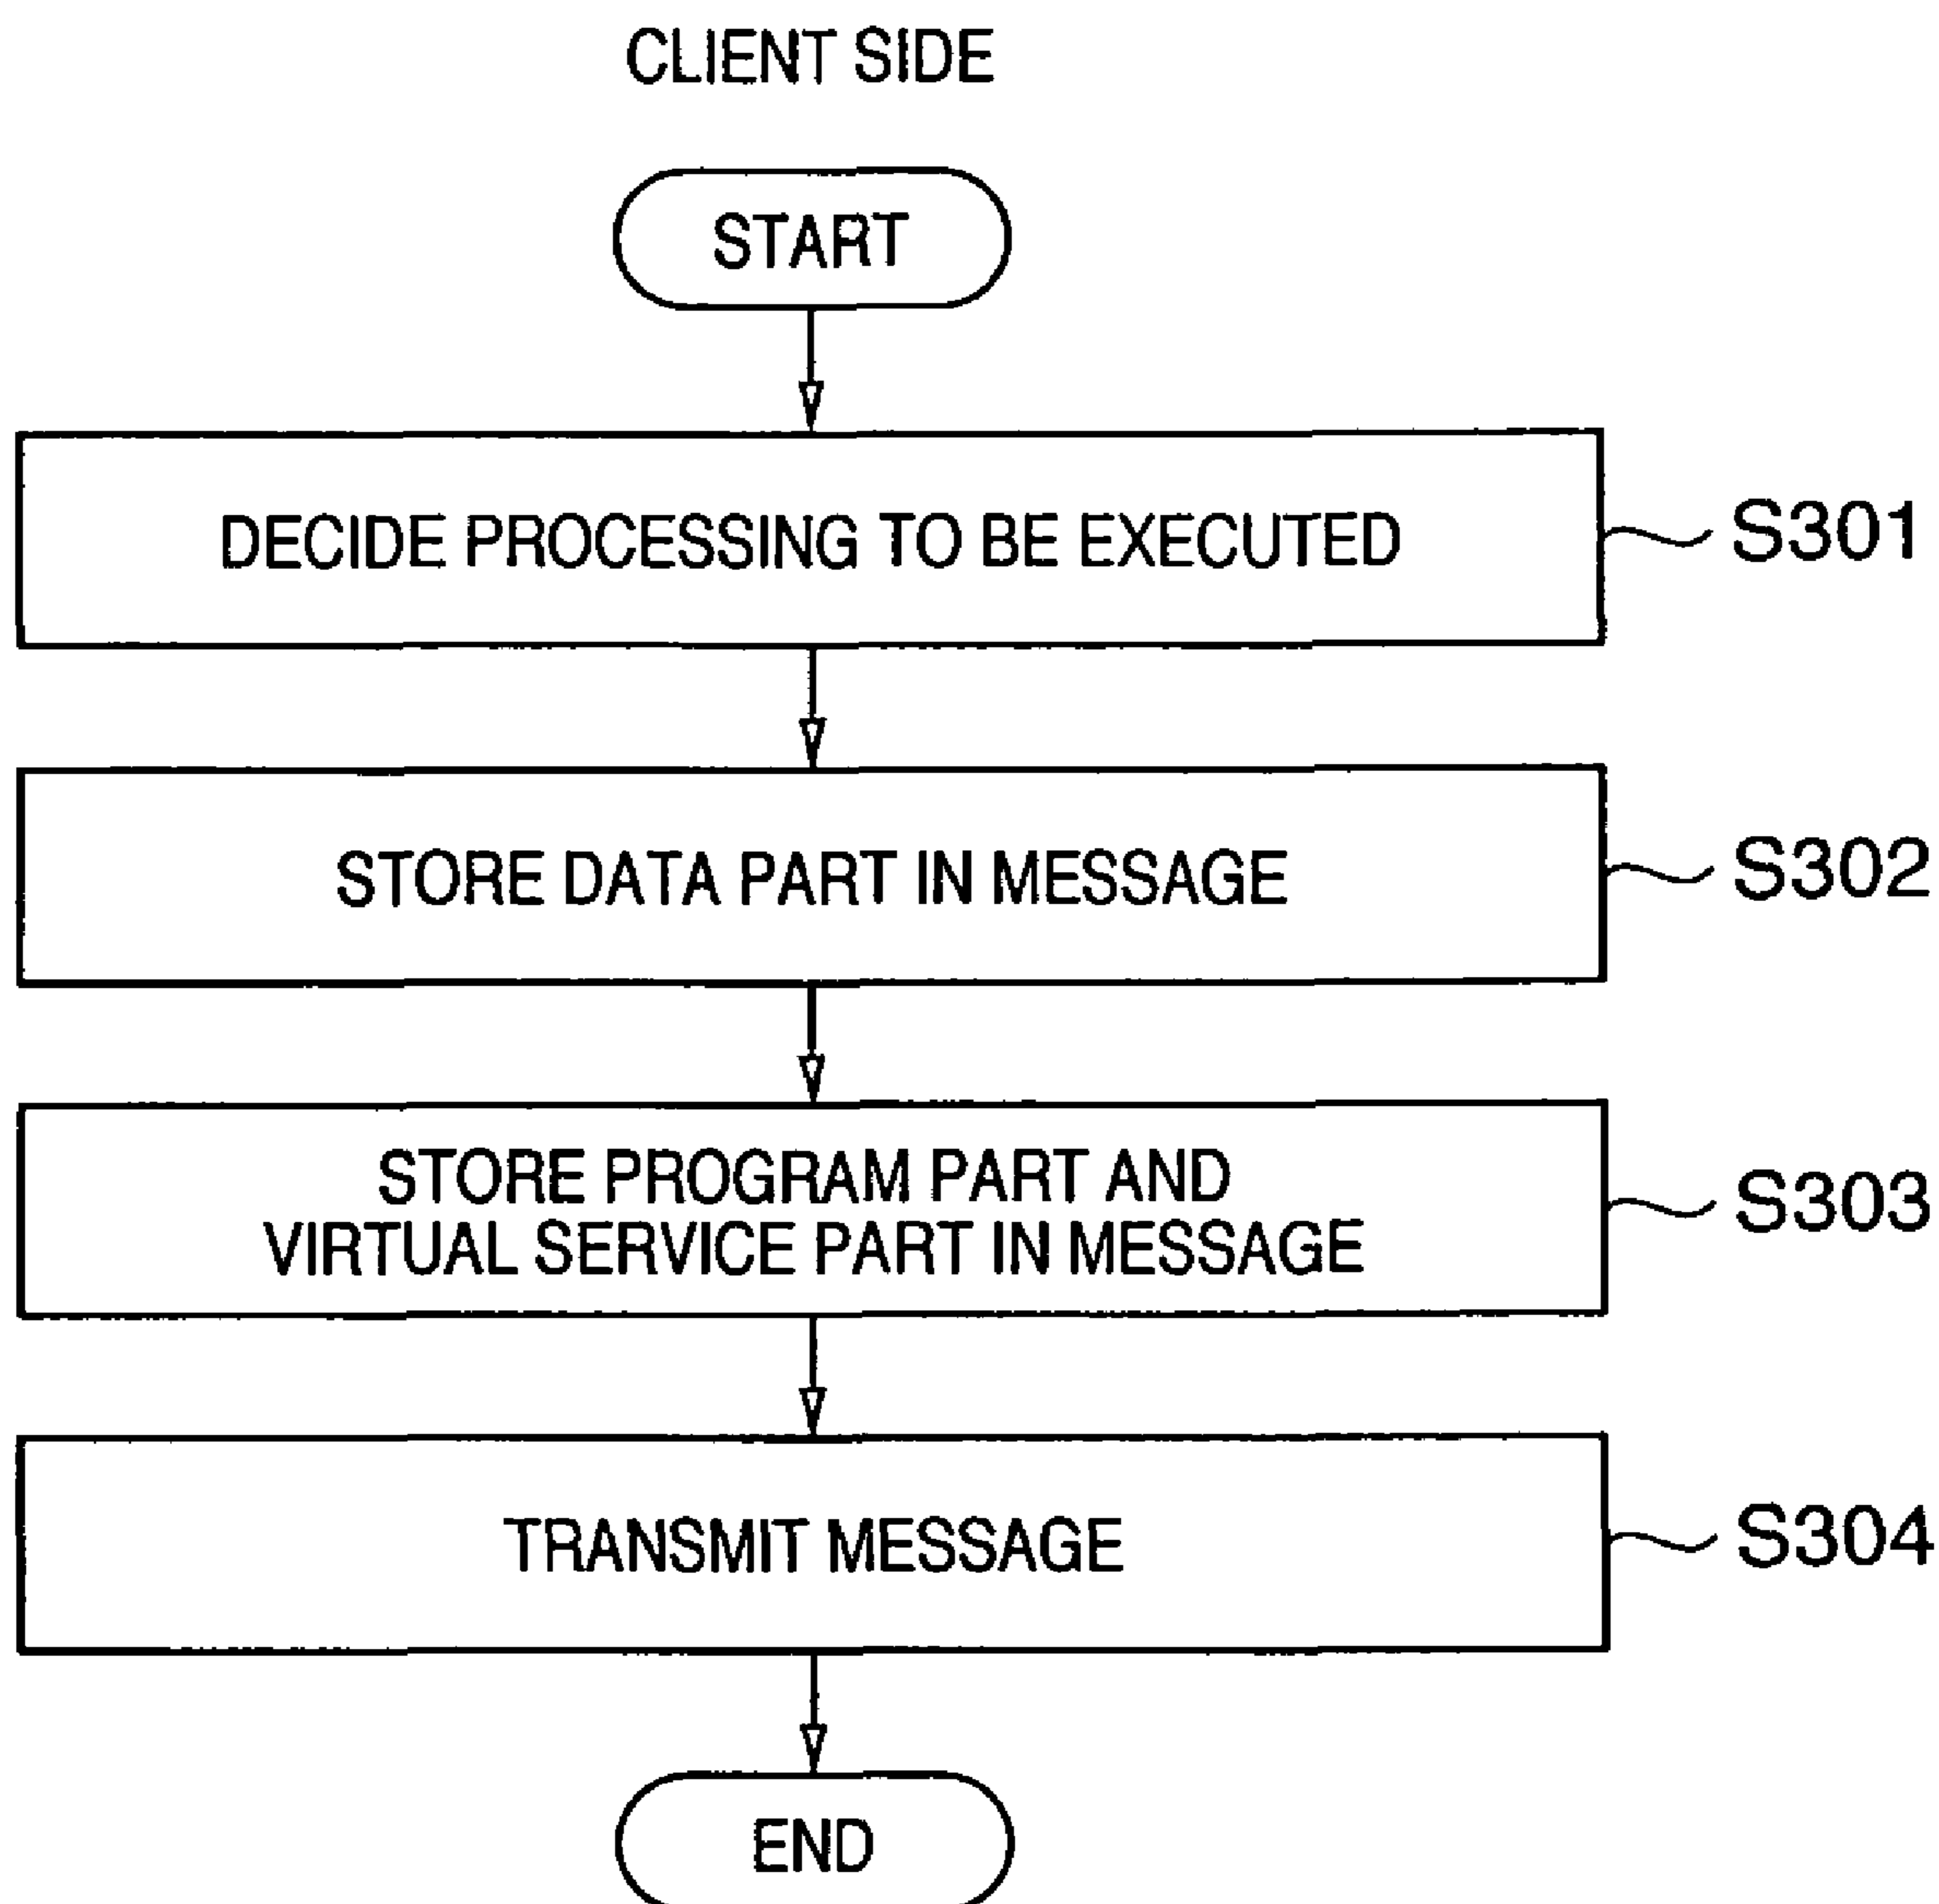 CLIENT SIDE
START
DECIDE PROCESSING TO BE EXECUTED
S301
STORE DATA PART IN MESSAGE
S302
STORE PROGRAM PART AND
VIRTUAL SERVICE PART IN MESSAGE
S303
TRANSMIT MESSAGE
S304
END